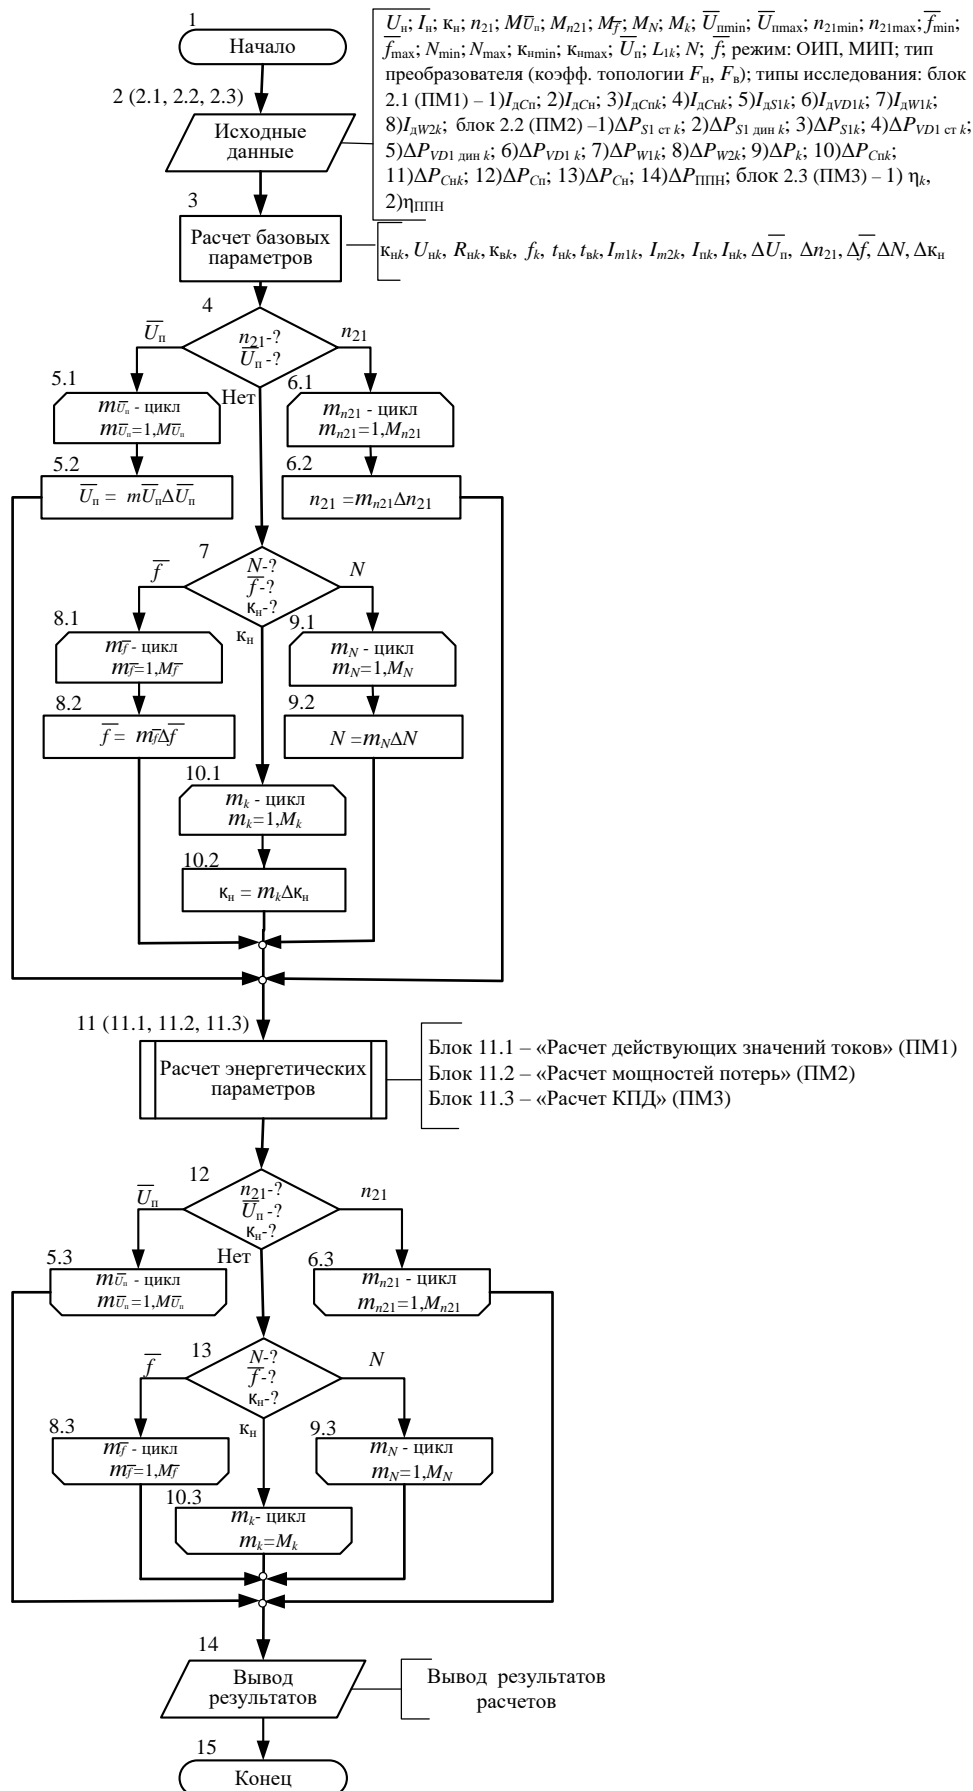 1
Начало
U̅н; Iн; кн; n21; MU̅п; Mn21; Mf̅; MN; Mk; U̅пmin; U̅пmax; n21min; n21max; f̅min;
f̅max; Nmin; Nmax; кнmin; кнmax; U̅п; L1k; N; f̅; режим: ОИП, МИП; тип
преобразователя (коэфф. топологии Fн, Fв); типы исследования: блок
2.1 (ПМ1) – 1)IдCп; 2)IдCн; 3)IдCпk; 4)IдCнk; 5)IдS1k; 6)IдVD1k; 7)IдW1k;
8)IдW2k; блок 2.2 (ПМ2) –1)ΔPS1 ст k; 2)ΔPS1 дин k; 3)ΔPS1k; 4)ΔPVD1 ст k;
5)ΔPVD1 дин k; 6)ΔPVD1 k; 7)ΔPW1k; 8)ΔPW2k; 9)ΔPk; 10)ΔPCпk;
11)ΔPCнk; 12)ΔPCп; 13)ΔPCн; 14)ΔPППН; блок 2.3 (ПМ3) – 1) ηk,
2)ηППН
2 (2.1, 2.2, 2.3)
Исходные
данные
3
Расчет базовых
параметров
кнk, Uнk, Rнk, квk, fk, tнk, tвk, Im1k, Im2k, Iпk, Iнk, ΔU̅п, Δn21, Δf̅, ΔN, Δкн
4
U̅п
n21-?
U̅п -?
n21
Нет
5.1
mU̅п - цикл
mU̅п=1,MU̅п
6.1
mn21 - цикл
mn21=1,Mn21
5.2
U̅п = mU̅пΔU̅п
6.2
n21 =mn21Δn21
7
f̅
N-?
f̅-?
кн-?
N
кн
8.1
mf̅ - цикл
mf̅=1,Mf̅
9.1
mN - цикл
mN=1,MN
8.2
f̅ = mf̅Δf̅
9.2
N =mNΔN
10.1
mk - цикл
mk=1,Mk
10.2
кн = mkΔкн
11 (11.1, 11.2, 11.3)
Расчет энергетических
параметров
Блок 11.1 – «Расчет действующих значений токов» (ПМ1)
Блок 11.2 – «Расчет мощностей потерь» (ПМ2)
Блок 11.3 – «Расчет КПД» (ПМ3)
12
U̅п
n21-?
U̅п -?
кн-?
n21
Нет
5.3
mU̅п - цикл
mU̅п=1,MU̅п
6.3
mn21 - цикл
mn21=1,Mn21
13
f̅
N-?
f̅-?
кн-?
N
кн
8.3
mf̅ - цикл
mf̅=1,Mf̅
9.3
mN - цикл
mN=1,MN
10.3
mk- цикл
mk=Mk
14
Вывод
результатов
Вывод результатов
расчетов
15
Конец